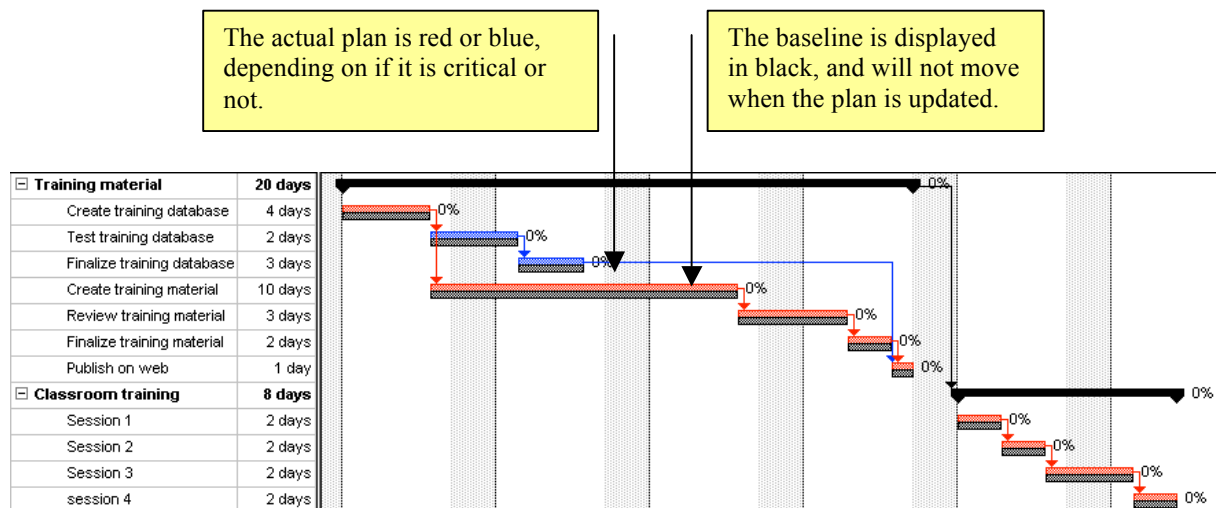 The actual plan is red or blue,
depending on if it is critical or
not.
The baseline is displayed
in black, and will not move
when the plan is updated.
Training material 20 days 0%
Create training database 4 days 0%
Test training database 2 days 0%
Finalize training database 3 days 0%
Create training material 10 days 0%
Review training material 3 days 0%
Finalize training material 2 days 0%
Publish on web 1 day 0%
Classroom training 8 days 0%
Session 1 2 days 0%
Session 2 2 days 0%
Session 3 2 days 0%
session 4 2 days 0%